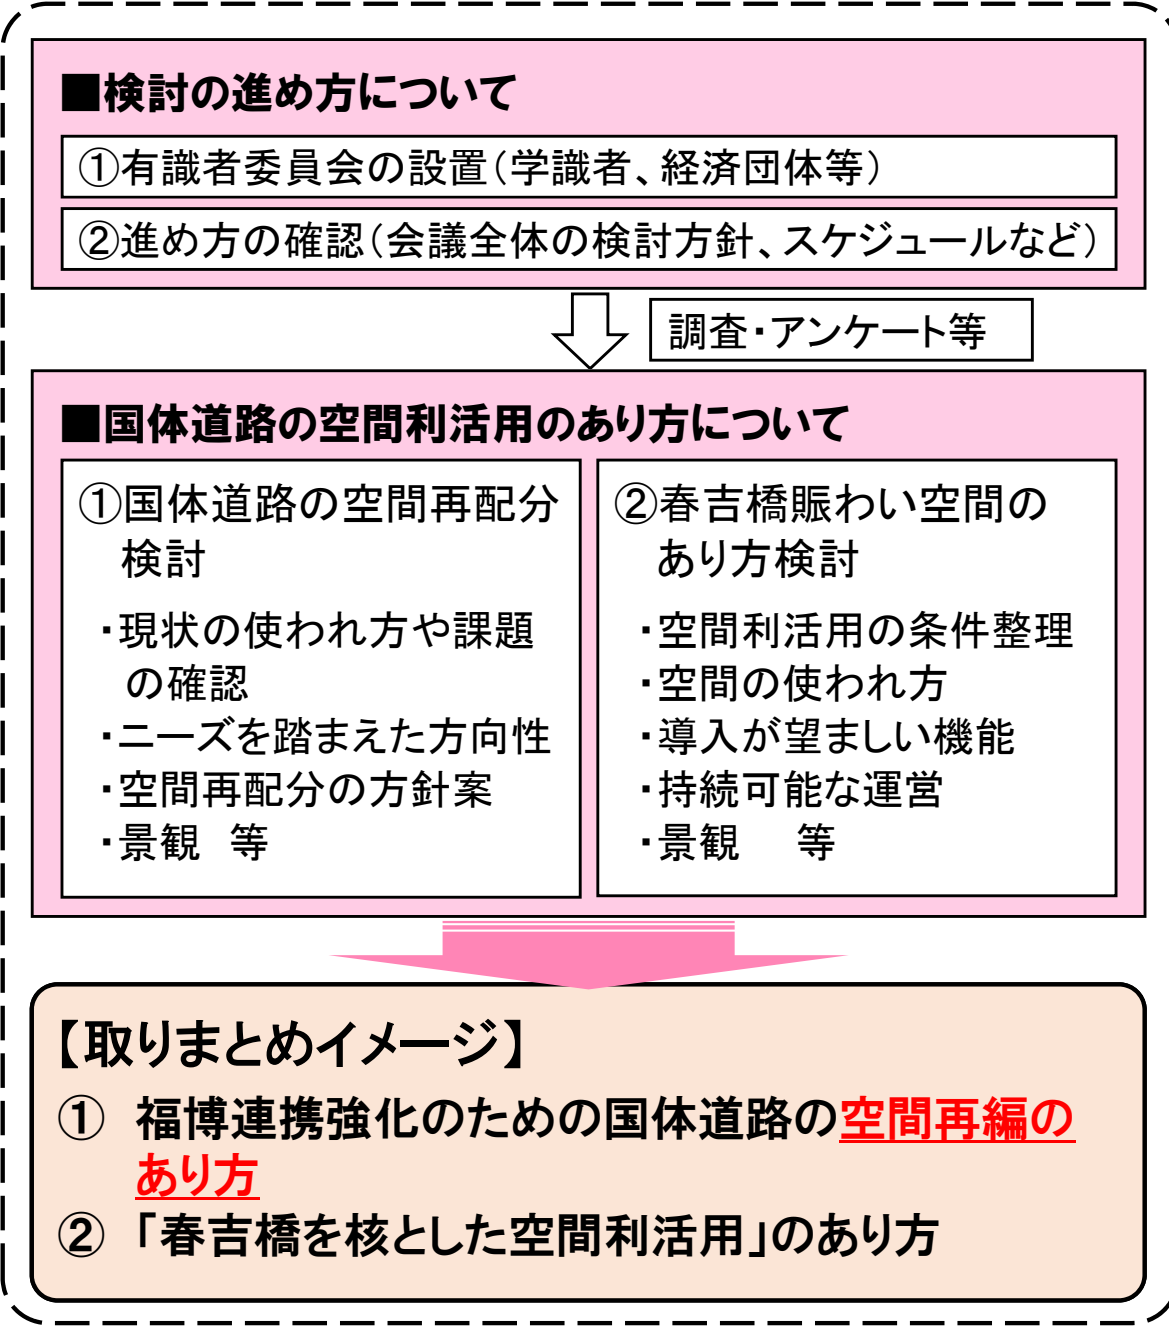 ■検討の進め方について
①有識者委員会の設置（学識者、経済団体等）
②進め方の確認（会議全体の検討方針、スケジュールなど）
調査・アンケート等
■国体道路の空間利活用のあり方について
①国体道路の空間再配分
検討
・現状の使われ方や課題
の確認
・ニーズを踏まえた方向性
・空間再配分の方針案
・景観　等
②春吉橋賑わい空間の
あり方検討
・空間利活用の条件整理
・空間の使われ方
・導入が望ましい機能
・持続可能な運営
・景観　等
【取りまとめイメージ】
①　福博連携強化のための国体道路の空間再編の
あり方
②　「春吉橋を核とした空間利活用」のあり方